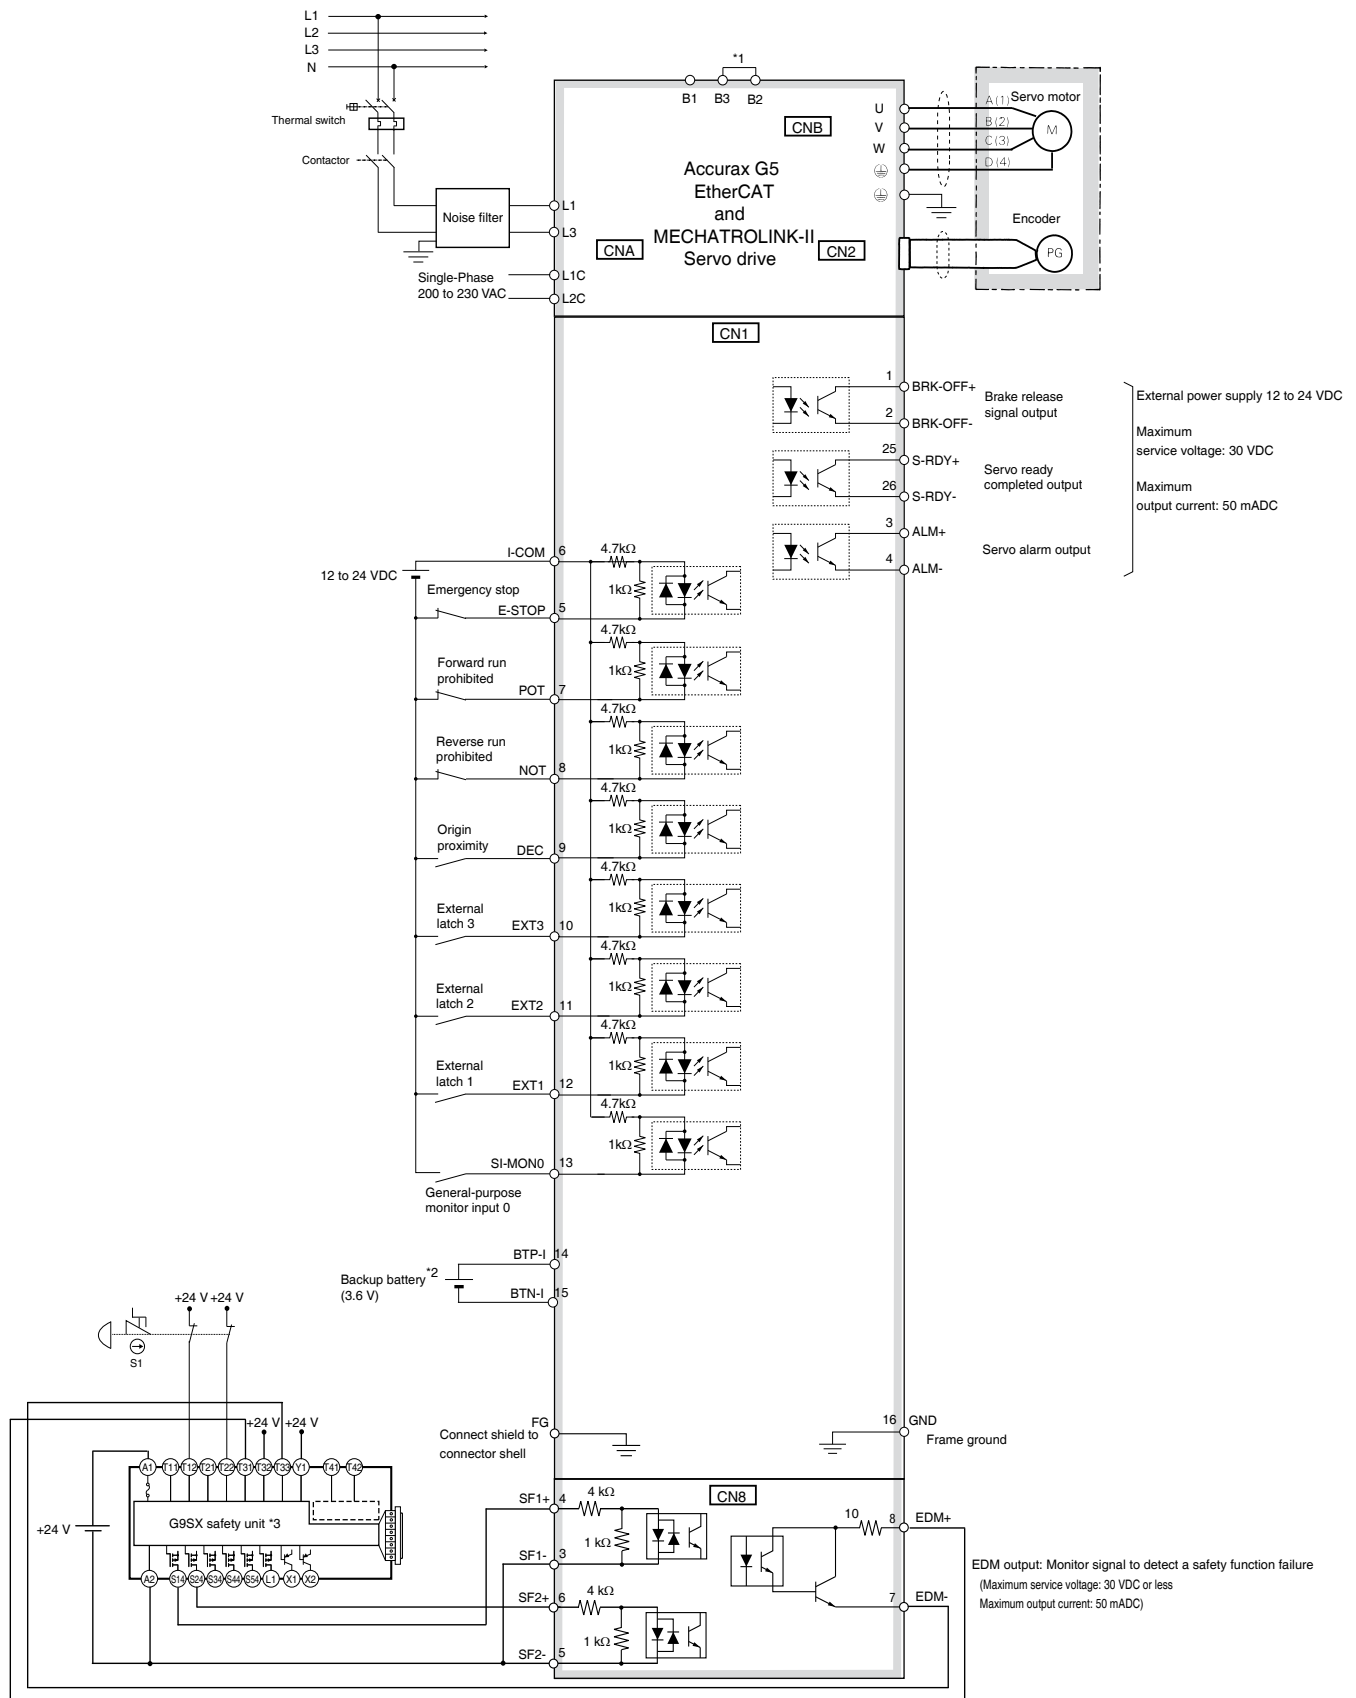 L1
L2
L3
N
Thermal switch
Contactor
Noise filter
Single-Phase
200 to 230 VAC
L1
L3
L1C
L2C
*1
B1 B3 B2
CNB
Accurax G5
EtherCAT
and
MECHATROLINK-II
Servo drive
CNA
CN2
U
V
W
A (1)
B (2)
C (3)
D (4)
Servo motor
M
Encoder
PG
CN1
1
BRK-OFF+
2
BRK-OFF-
Brake release
signal output
25
S-RDY+
26
S-RDY-
Servo ready
completed output
3
ALM+
4
ALM-
Servo alarm output
External power supply 12 to 24 VDC
Maximum
service voltage: 30 VDC
Maximum
output current: 50 mADC
12 to 24 VDC
I-COM 6
4.7kΩ
1kΩ
Emergency stop
E-STOP 5
4.7kΩ
1kΩ
Forward run
prohibited
POT 7
4.7kΩ
1kΩ
Reverse run
prohibited
NOT 8
4.7kΩ
1kΩ
Origin
proximity
DEC 9
4.7kΩ
1kΩ
External
latch 3
EXT3 10
4.7kΩ
1kΩ
External
latch 2
EXT2 11
4.7kΩ
1kΩ
External
latch 1
EXT1 12
4.7kΩ
1kΩ
SI-MON0 13
General-purpose
monitor input 0
BTP-I 14
Backup battery *2
(3.6 V)
BTN-I 15
+24 V +24 V
S1
FG
Connect shield to
connector shell
16 GND
Frame ground
+24 V +24 V
A1 T11 T12 T21 T22 T31 T32 T33 Y1 T41 T42
+24 V
G9SX safety unit *3
A2 S14 S24 S34 S44 S54 L1 X1 X2
CN8
SF1+ 4
4 kΩ
1 kΩ
SF1- 3
SF2+ 6
4 kΩ
1 kΩ
SF2- 5
10
8
EDM+
7
EDM-
EDM output: Monitor signal to detect a safety function failure
(Maximum service voltage: 30 VDC or less
Maximum output current: 50 mADC)